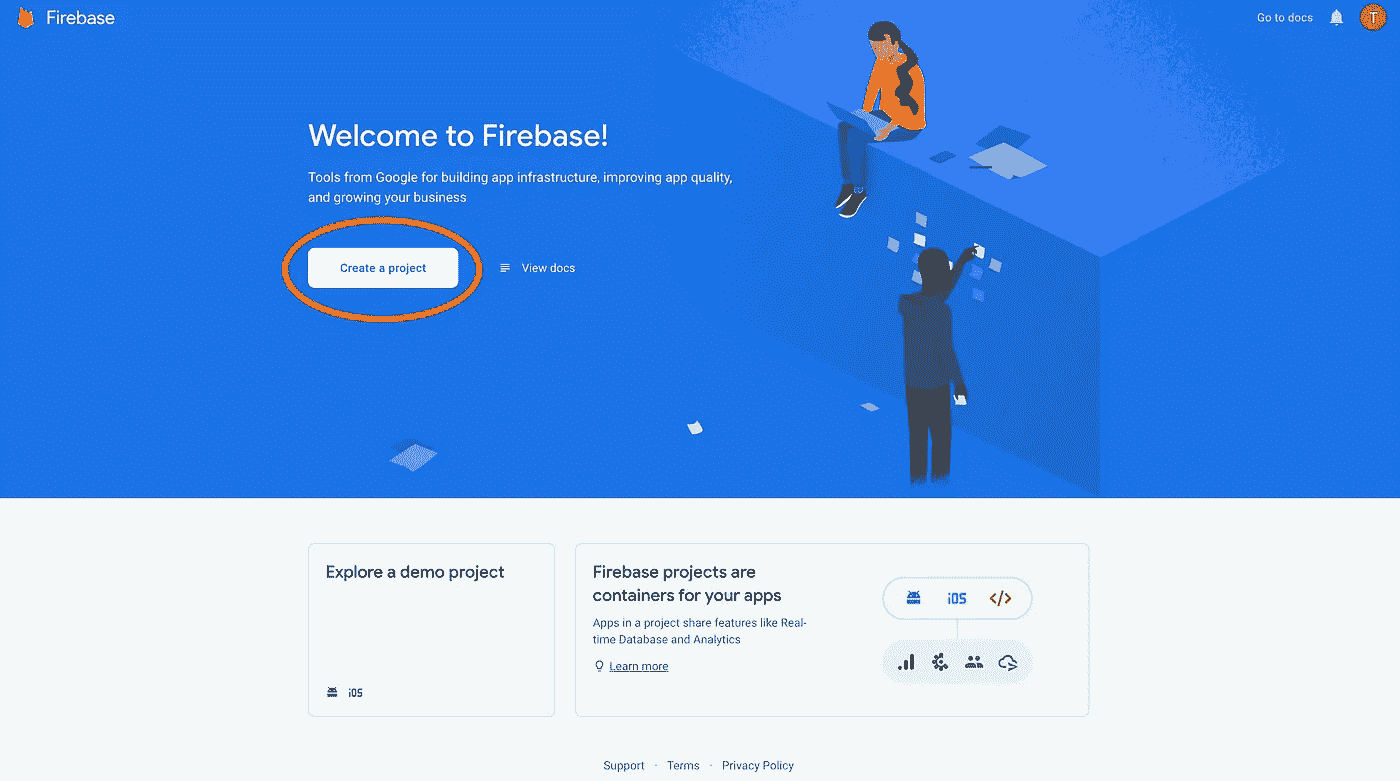 Firebase
Go to docs
T
Welcome to Firebase!
Tools from Google for building app infrastructure, improving app quality,
and growing your business
Create a project
View docs
Explore a demo project
iOS
Firebase projects are
containers for your apps
Apps in a project share features like Real-
time Database and Analytics
Learn more
iOS </>
Support · Terms · Privacy Policy